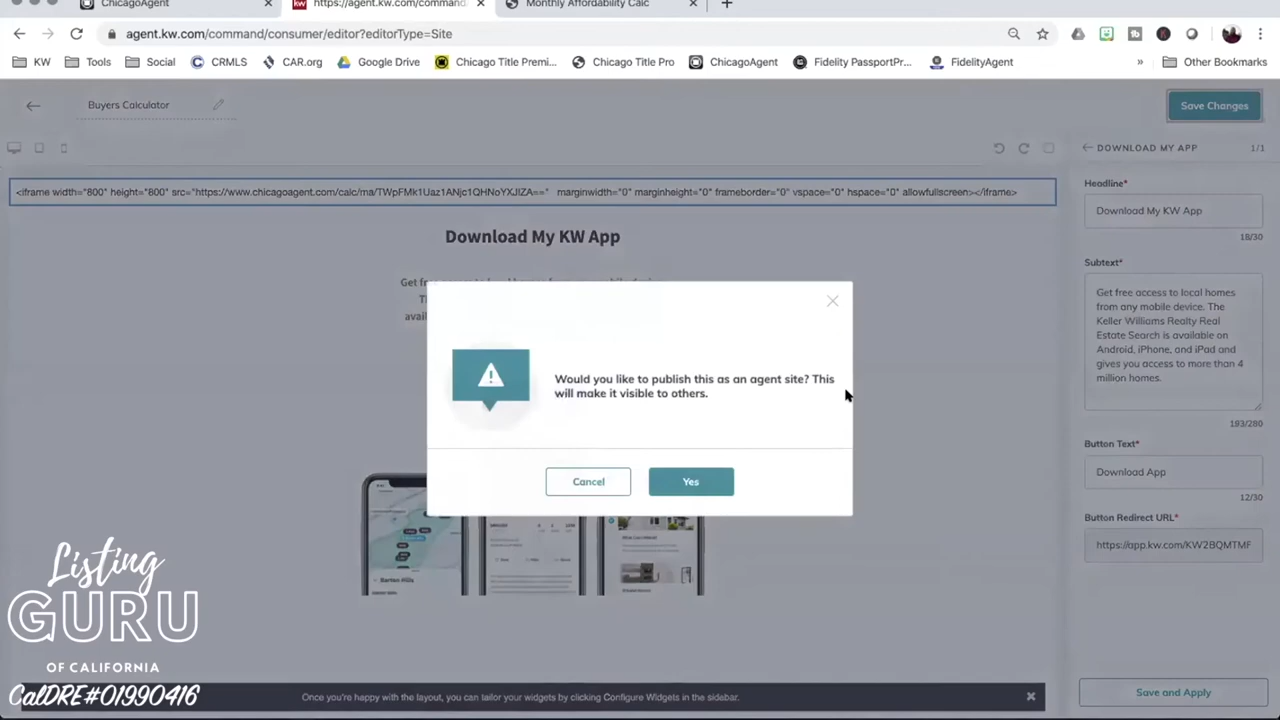 ChicagoAgent
https://agent.kw.com/command
Monthly Affordability Calc
agent.kw.com/command/consumer/editor?editorType=Site
KW Tools Social CRMLS CAR.org Google Drive Chicago Title Premi... Chicago Title Pro ChicagoAgent Fidelity PassportPr... FidelityAgent » Other Bookmarks
Buyers Calculator
Save Changes
DOWNLOAD MY APP 1/1
<iframe width="800" height="800" src="https://www.chicagoagent.com/calc/ma/TWpFMk1Uaz1ANjc1QHNoYXJlZA==" marginwidth="0" marginheight="0" frameborder="0" vspace="0" hspace="0" allowfullscreen></iframe>
Download My KW App
Would you like to publish this as an agent site? This
will make it visible to others.
Cancel
Yes
Headline*
Download My KW App
18/30
Subtext*
Get free access to local homes
from any mobile device. The
Keller Williams Realty Real
Estate Search is available on
Android, iPhone, and iPad and
gives you access to more than 4
million homes.
193/280
Button Text*
Download App
12/30
Button Redirect URL*
https://app.kw.com/KW2BQMTMF
Save and Apply
Once you're happy with the layout, you can tailor your widgets by clicking Configure Widgets in the sidebar.
Listing
GURU
OF CALIFORNIA
CalDRE#01990416